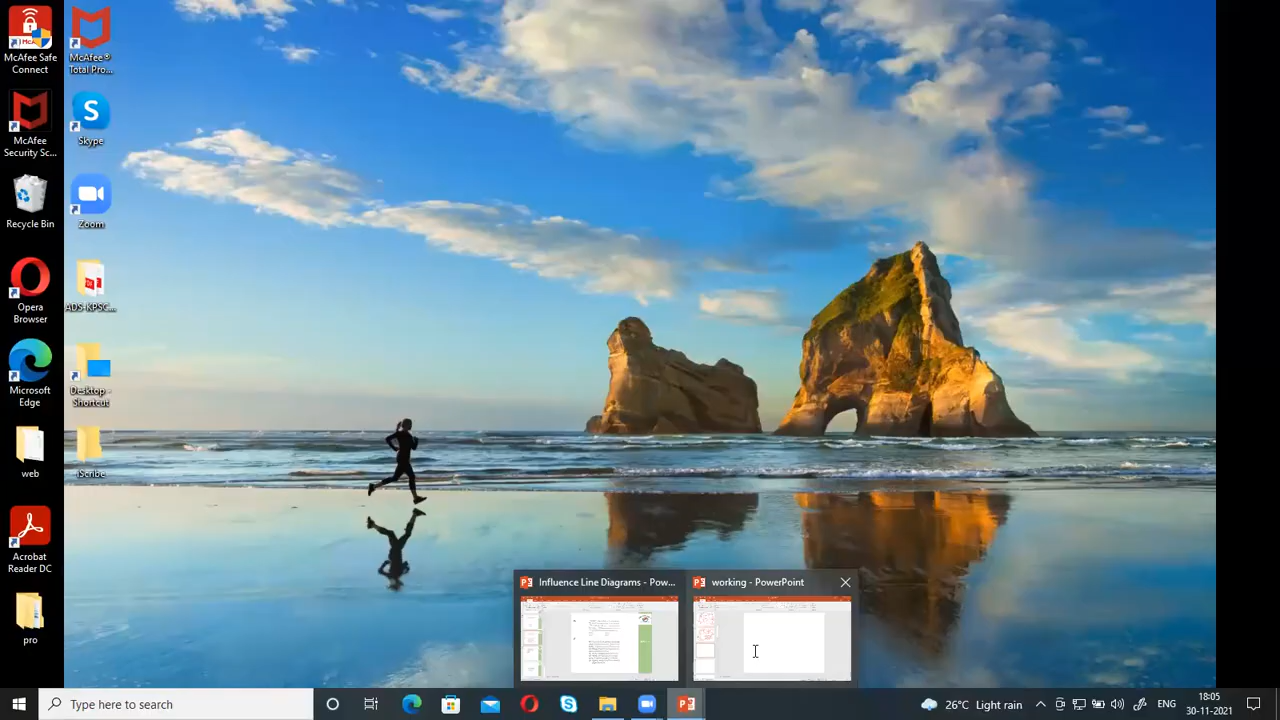 McAfee Safe
Connect
McAfee®
Total Pro...
McAfee
Security Sc...
Skype
Recycle Bin
Zoom
Opera
Browser
ADS-KPSC...
Microsoft
Edge
Desktop -
Shortcut
web
iScribe
Acrobat
Reader DC
pro
Influence Line Diagrams - Pow...
working - PowerPoint
Type here to search
26°C Light rain
ENG
18:05
30-11-2021